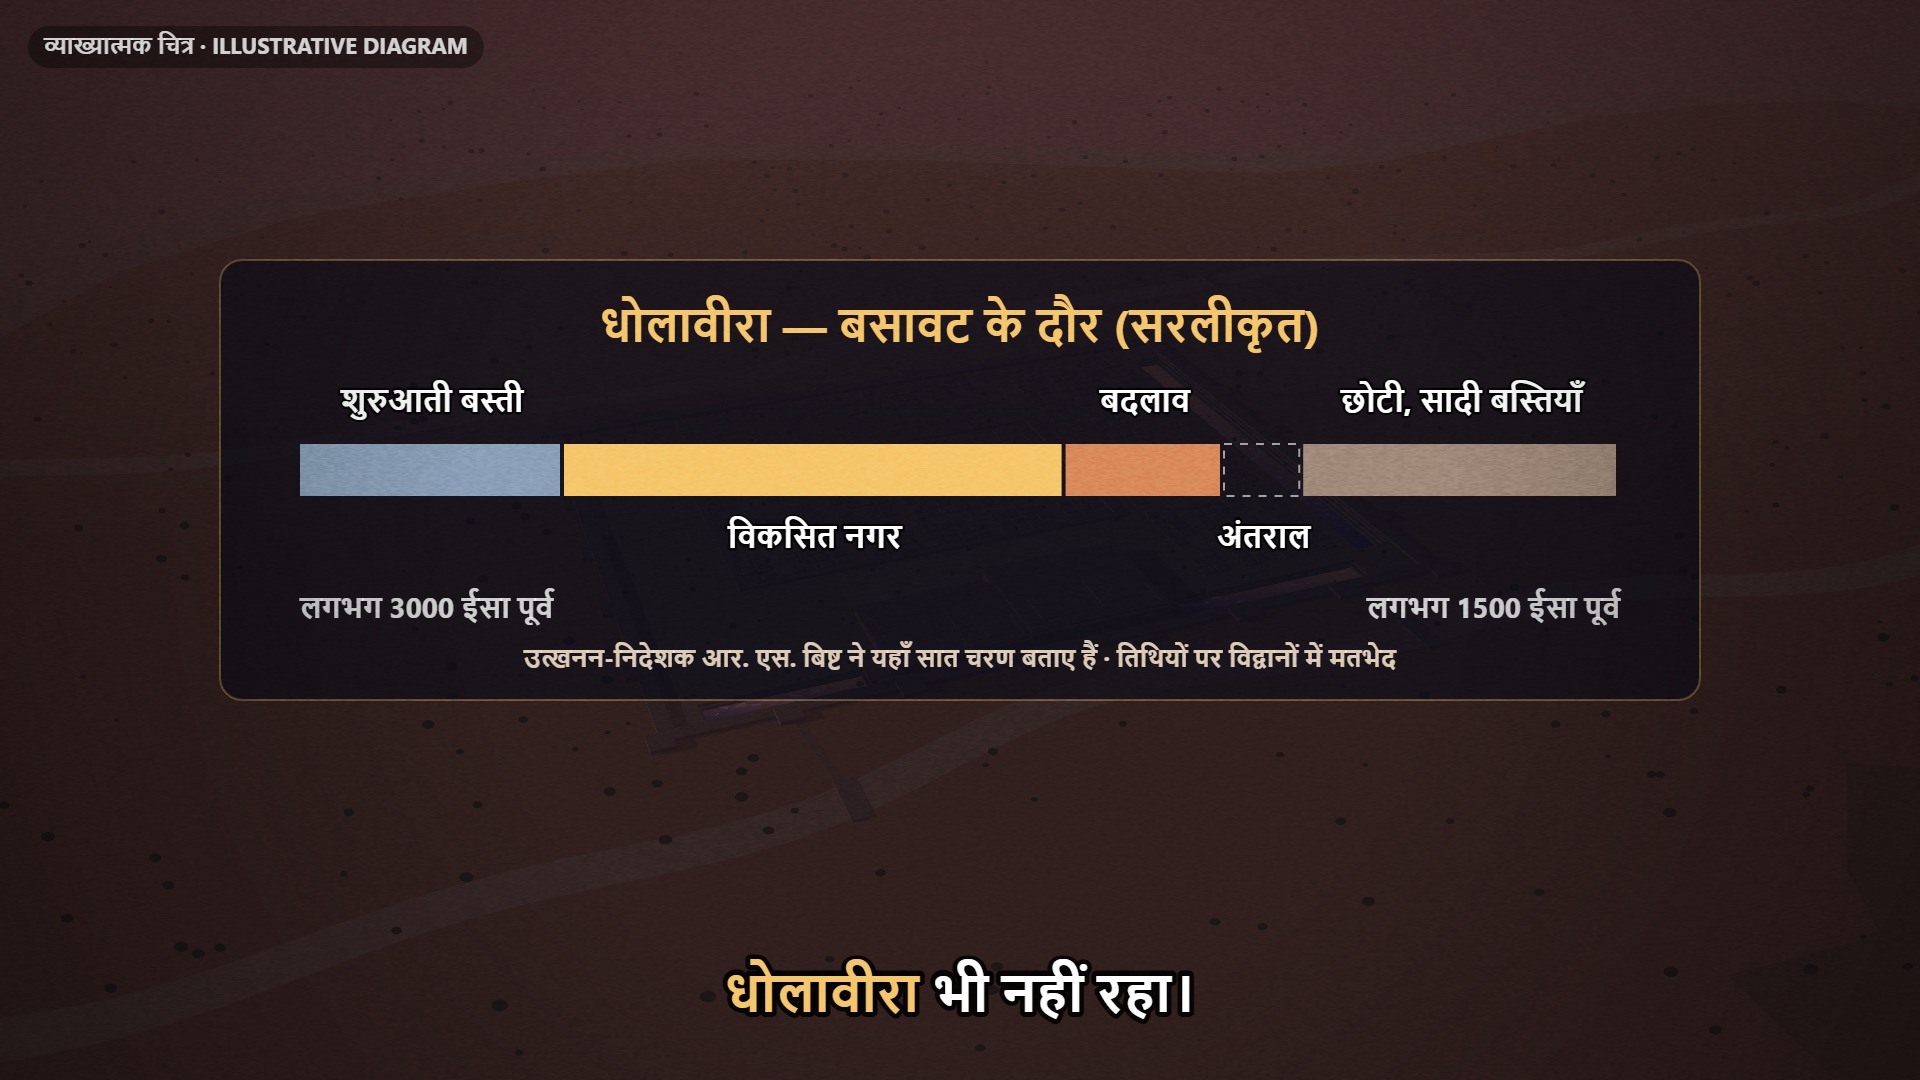 व्याख्यात्मक चित्र · ILLUSTRATIVE DIAGRAM
धोलावीरा — बसावट के दौर (सरलीकृत)
शुरुआती बस्ती
बदलाव
छोटी, सादी बस्तियाँ
विकसित नगर
अंतराल
लगभग 3000 ईसा पूर्व
लगभग 1500 ईसा पूर्व
उत्खनन-निदेशक आर. एस. बिष्ट ने यहाँ सात चरण बताए हैं · तिथियों पर विद्वानों में मतभेद
धोलावीरा भी नहीं रहा।